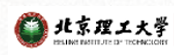 北京理工大学
BEIJING INSTITUTE OF TECHNOLOGY